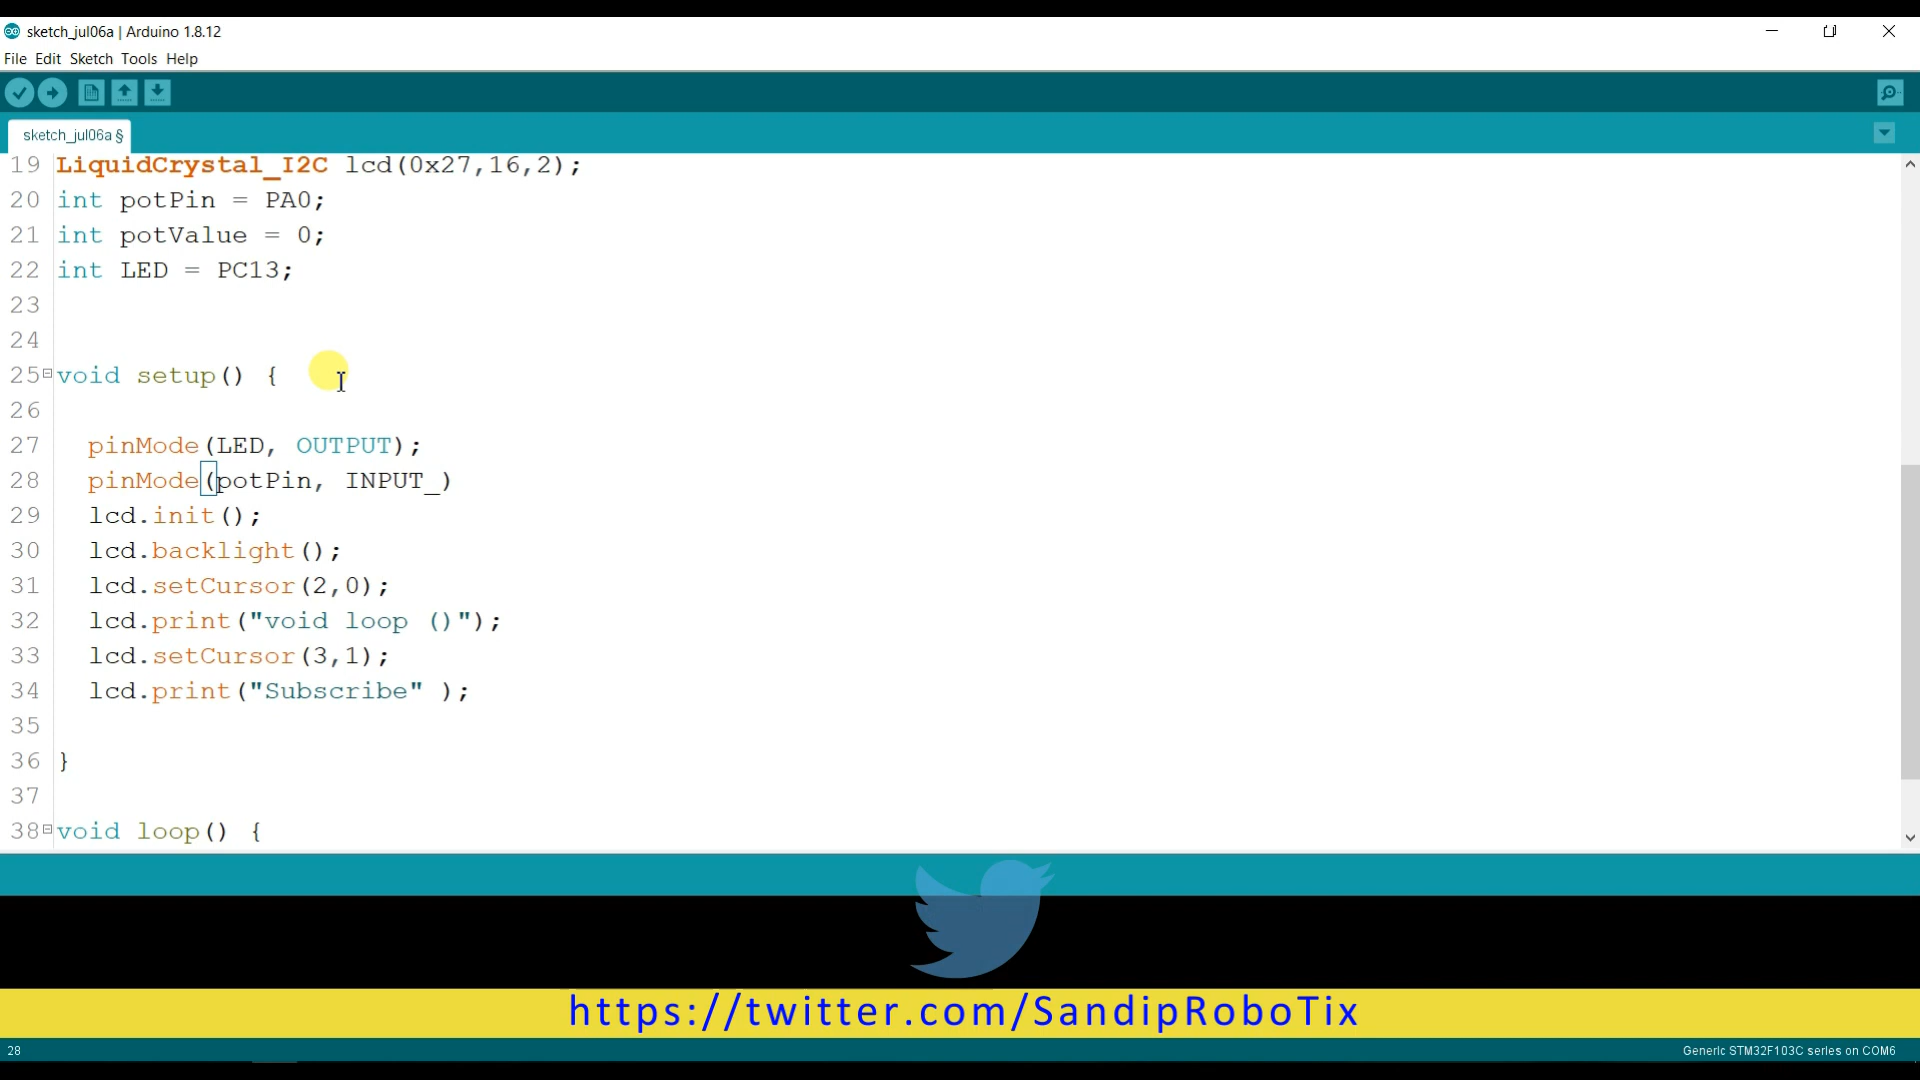 sketch_jul06a | Arduino 1.8.12
File Edit Sketch Tools Help
sketch_jul06a §
19 LiquidCrystal_I2C lcd(0x27,16,2);
20 int potPin = PA0;
21 int potValue = 0;
22 int LED = PC13;
23
24
25 void setup() {
26
27 pinMode(LED, OUTPUT);
28 pinMode(potPin, INPUT_)
29 lcd.init();
30 lcd.backlight();
31 lcd.setCursor(2,0);
32 lcd.print("void loop ()");
33 lcd.setCursor(3,1);
34 lcd.print("Subscribe" );
35
36 }
37
38 void loop() {
https://twitter.com/SandipRoboTix
28 Generic STM32F103C series on COM6